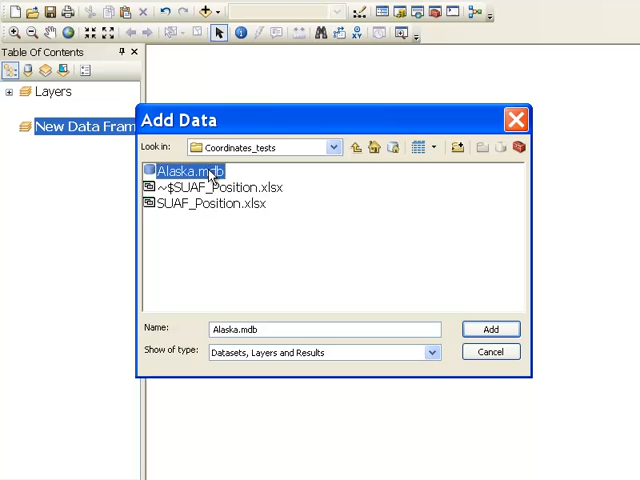 Table Of Contents
Layers
New Data Fram
Add Data
Look in:
Coordinates_tests
Alaska.mdb
~$SUAF_Position.xlsx
SUAF_Position.xlsx
Name:
Alaska.mdb
Add
Show of type:
Datasets, Layers and Results
Cancel